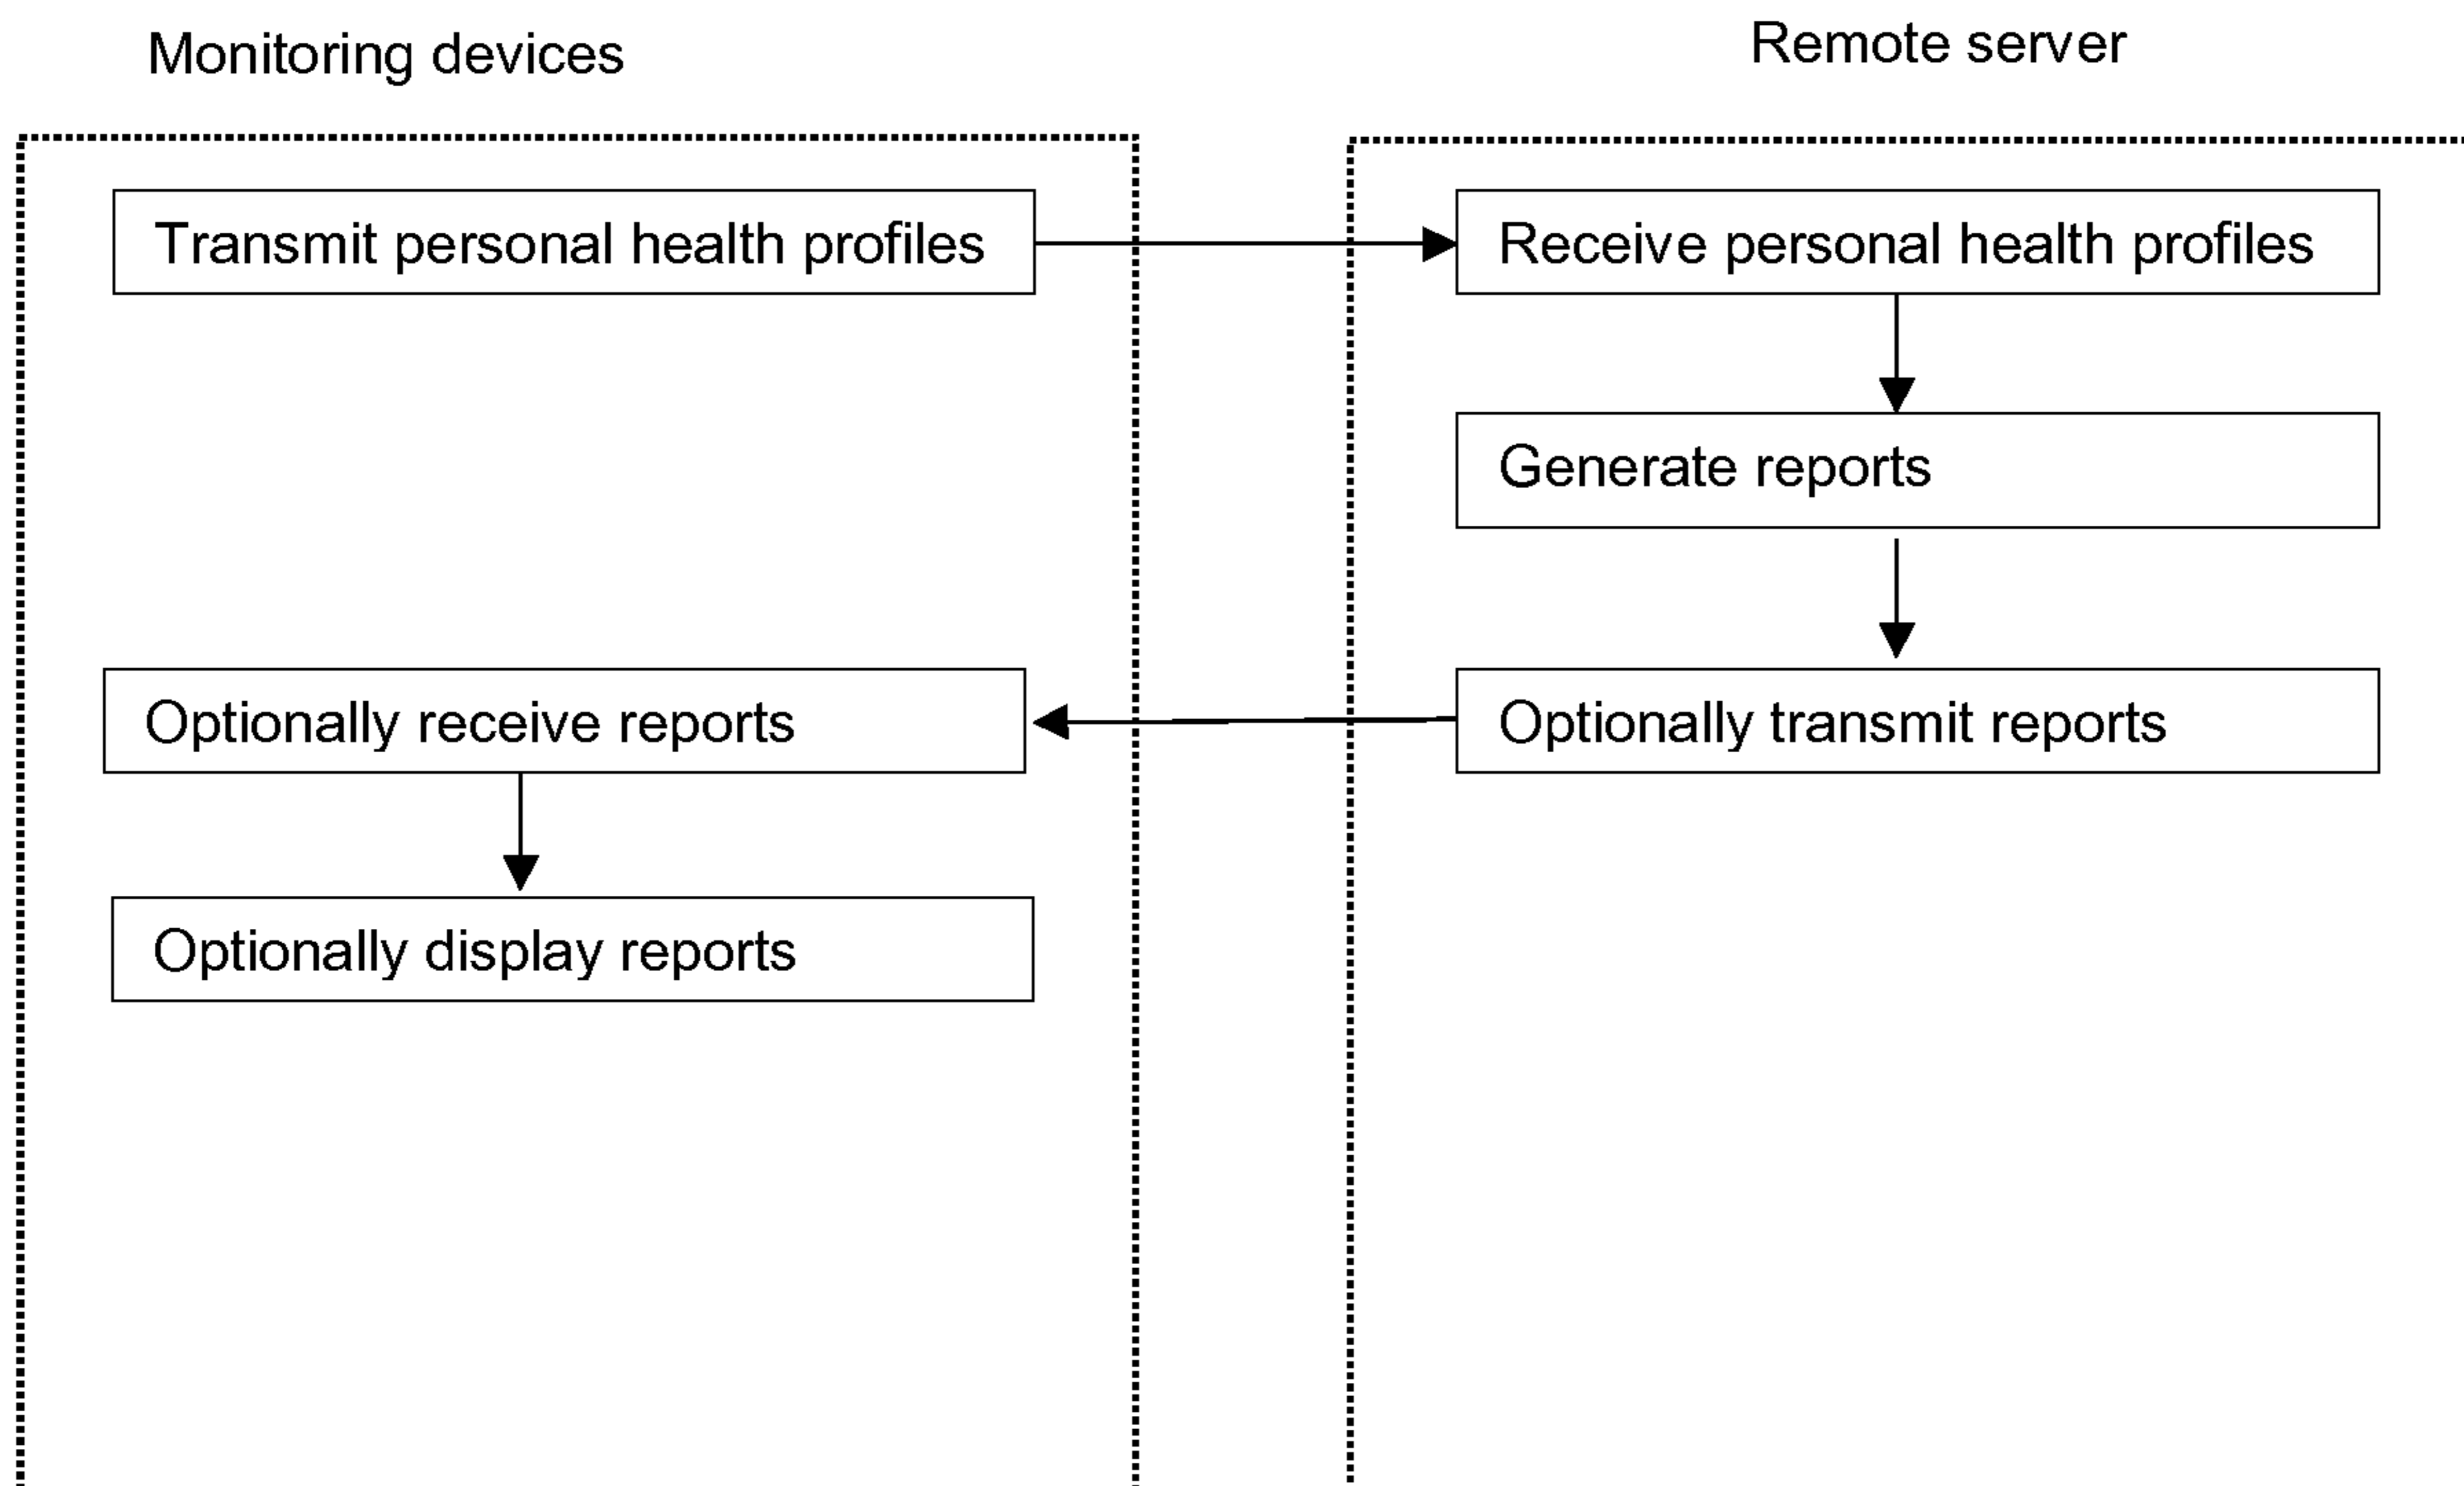 Monitoring devices
Remote server
Transmit personal health profiles
Receive personal health profiles
Generate reports
Optionally receive reports
Optionally transmit reports
Optionally display reports